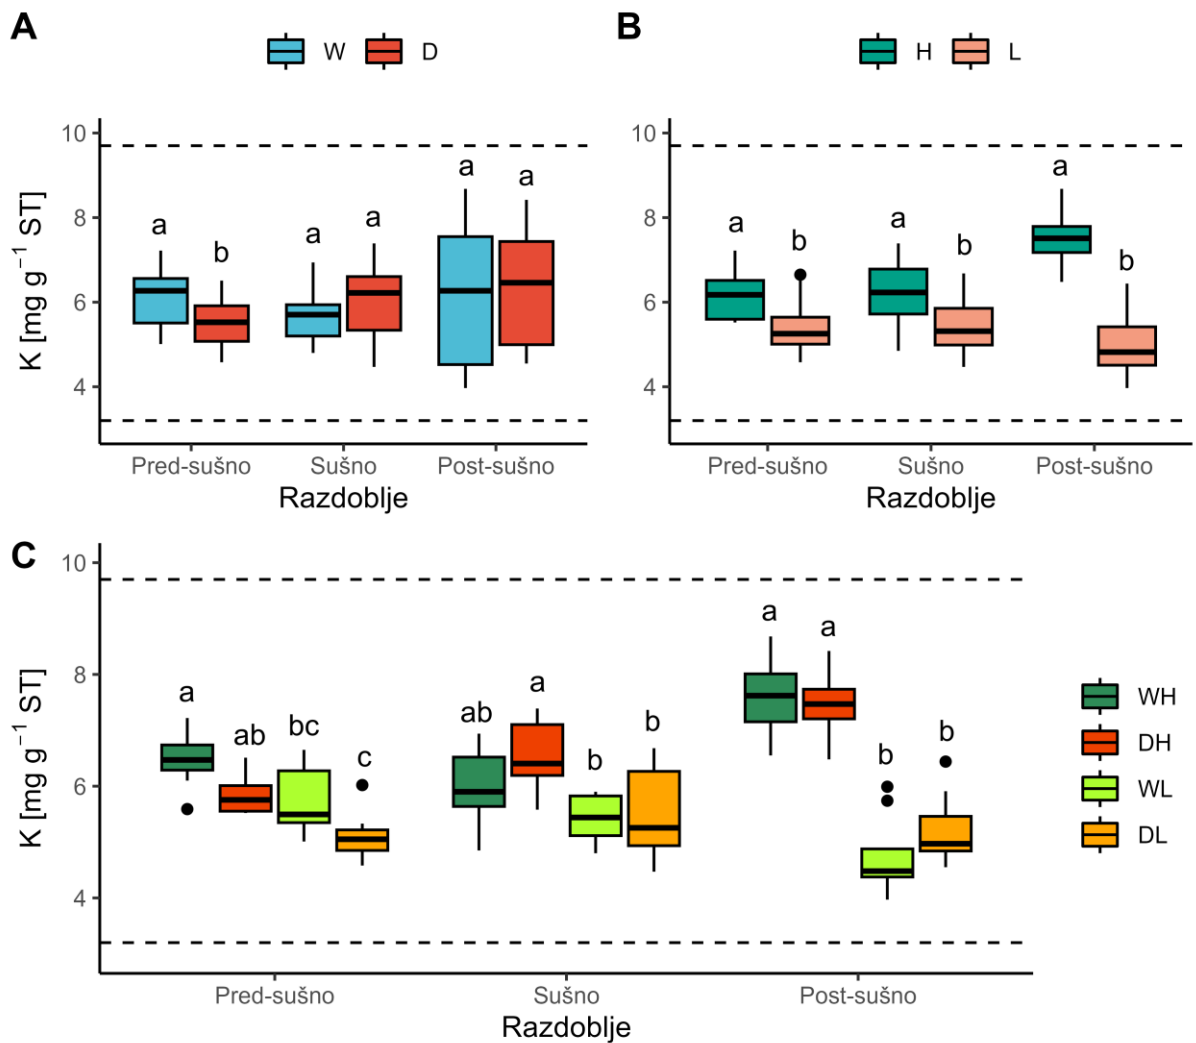 A
W D
10
8
6
4
K [mg g⁻¹ ST]
a b a a a a
Pred-sušno Sušno Post-sušno
Razdoblje
B
H L
10
8
6
4
a b a b a b
Pred-sušno Sušno Post-sušno
Razdoblje
C
10
8
6
4
K [mg g⁻¹ ST]
a ab bc c ab a b b a a b b
Pred-sušno Sušno Post-sušno
Razdoblje
WH
DH
WL
DL